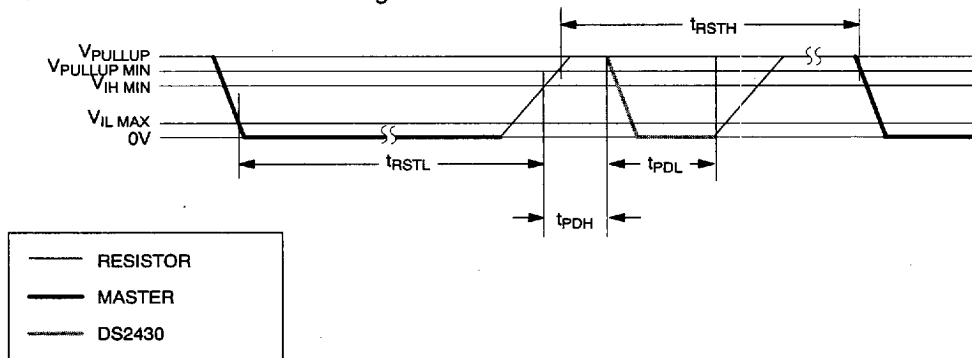 tRSTH
VPULLUP
VPULLUP MIN
VIH MIN
VIL MAX
0V
tRSTL
tPDL
tPDH
RESISTOR
MASTER
DS2430